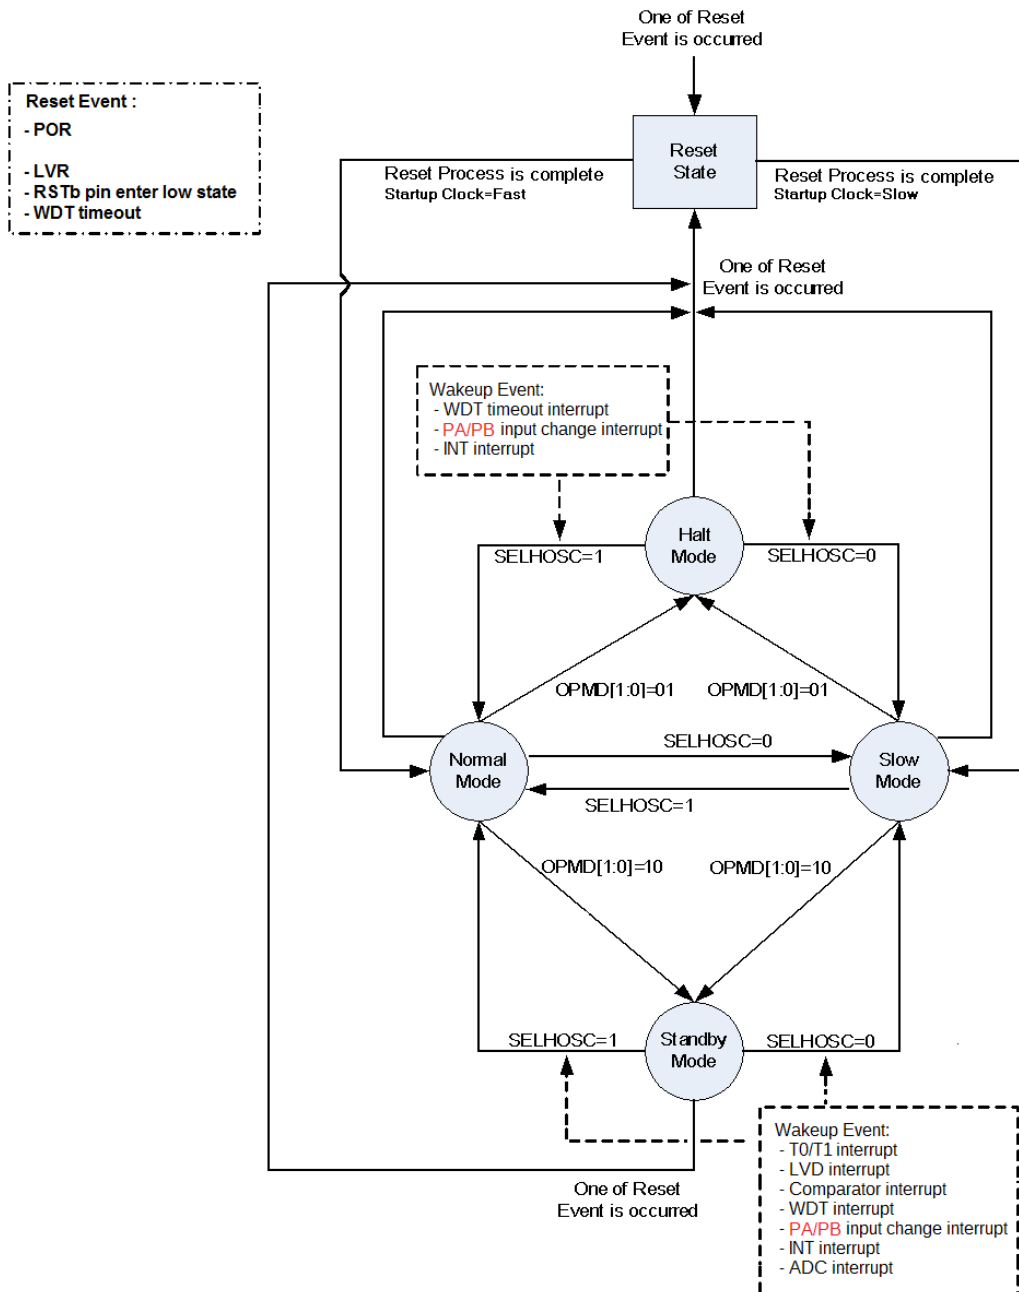 One of Reset
Event is occurred
Reset Event :
- POR
- LVR
- RSTb pin enter low state
- WDT timeout
Reset
State
Reset Process is complete
Startup Clock=Fast
Reset Process is complete
Startup Clock=Slow
One of Reset
Event is occurred
Wakeup Event:
- WDT timeout interrupt
- PA/PB input change interrupt
- INT interrupt
Halt
Mode
SELHOSC=1
SELHOSC=0
OPMD[1:0]=01
OPMD[1:0]=01
Normal
Mode
SELHOSC=0
Slow
Mode
SELHOSC=1
OPMD[1:0]=10
OPMD[1:0]=10
SELHOSC=1
Standby
Mode
SELHOSC=0
Wakeup Event:
- T0/T1 interrupt
- LVD interrupt
- Comparator interrupt
- WDT interrupt
- PA/PB input change interrupt
- INT interrupt
- ADC interrupt
One of Reset
Event is occurred